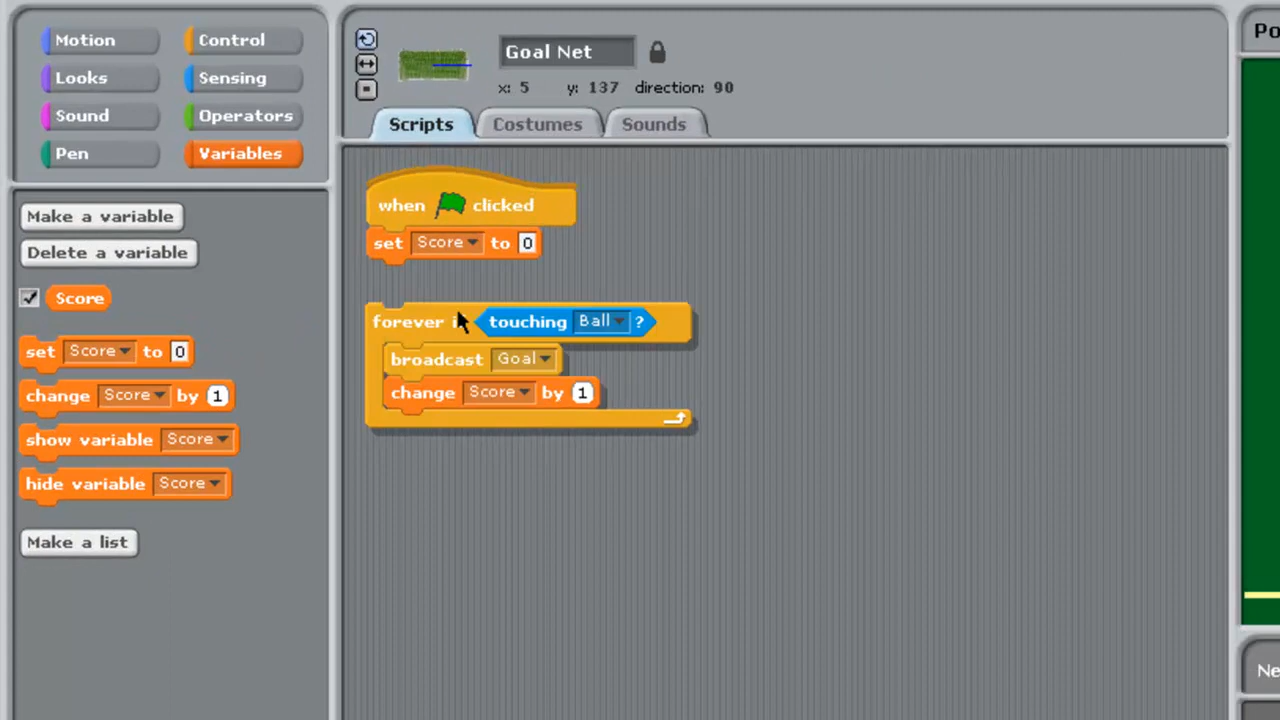 Motion Control
Looks Sensing
Sound Operators
Pen Variables
Make a variable
Delete a variable
Score
set Score to 0
change Score by 1
show variable Score
hide variable Score
Make a list
Goal Net
x: 5 y: 137 direction: 90
Scripts Costumes Sounds
when clicked
set Score to 0
forever touching Ball ?
broadcast Goal
change Score by 1